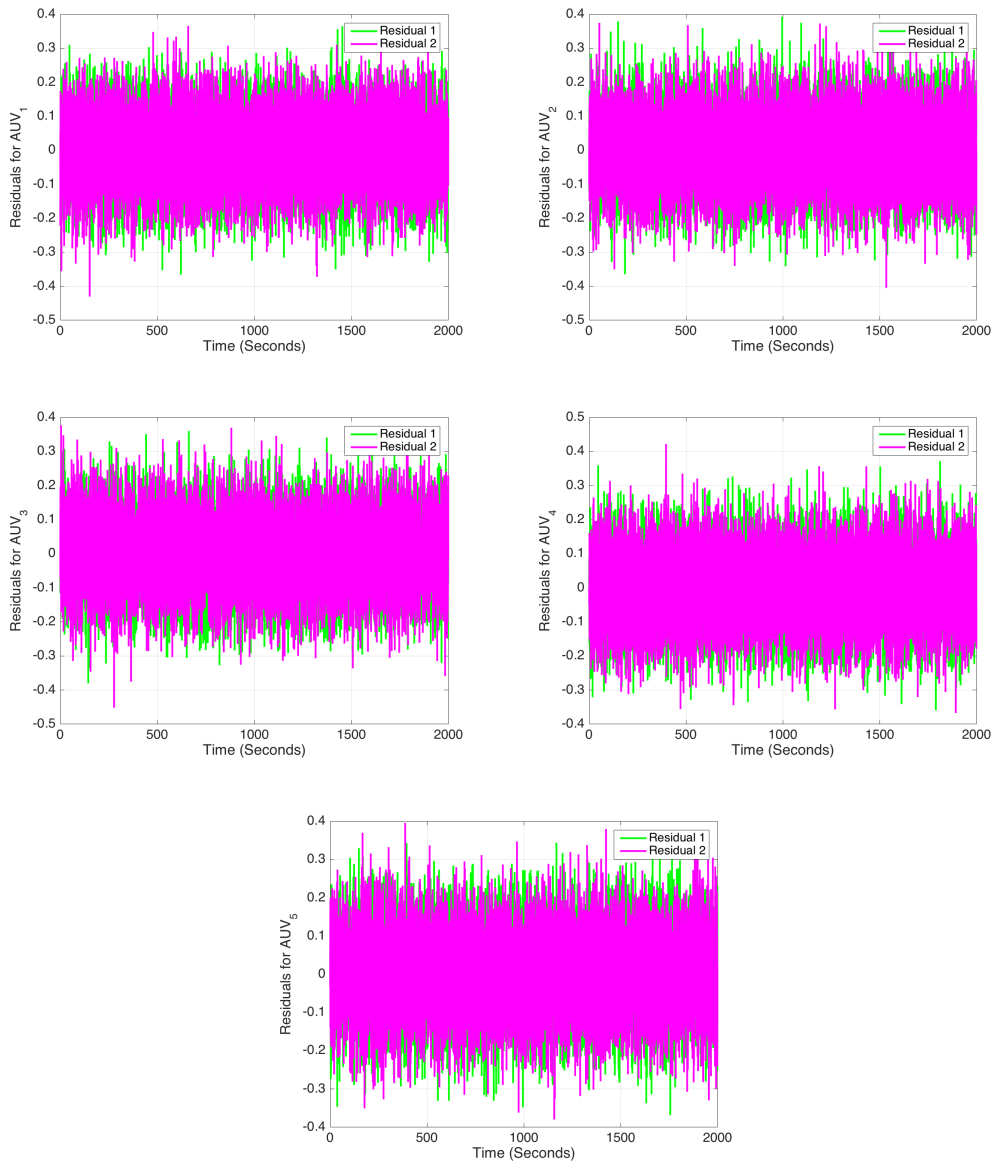 0.4
0.3
0.2
0.1
0
-0.1
-0.2
-0.3
-0.4
-0.5
Residuals for AUV1
0 500 1000 1500 2000
Time (Seconds)
Residual 1
Residual 2
0.4
0.3
0.2
0.1
0
-0.1
-0.2
-0.3
-0.4
-0.5
Residuals for AUV2
0 500 1000 1500 2000
Time (Seconds)
Residual 1
Residual 2
0.4
0.3
0.2
0.1
0
-0.1
-0.2
-0.3
-0.4
-0.5
Residuals for AUV3
0 500 1000 1500 2000
Time (Seconds)
Residual 1
Residual 2
0.5
0.4
0.3
0.2
0.1
0
-0.1
-0.2
-0.3
-0.4
Residuals for AUV4
0 500 1000 1500 2000
Time (Seconds)
Residual 1
Residual 2
0.4
0.3
0.2
0.1
0
-0.1
-0.2
-0.3
-0.4
Residuals for AUV5
0 500 1000 1500 2000
Time (Seconds)
Residual 1
Residual 2